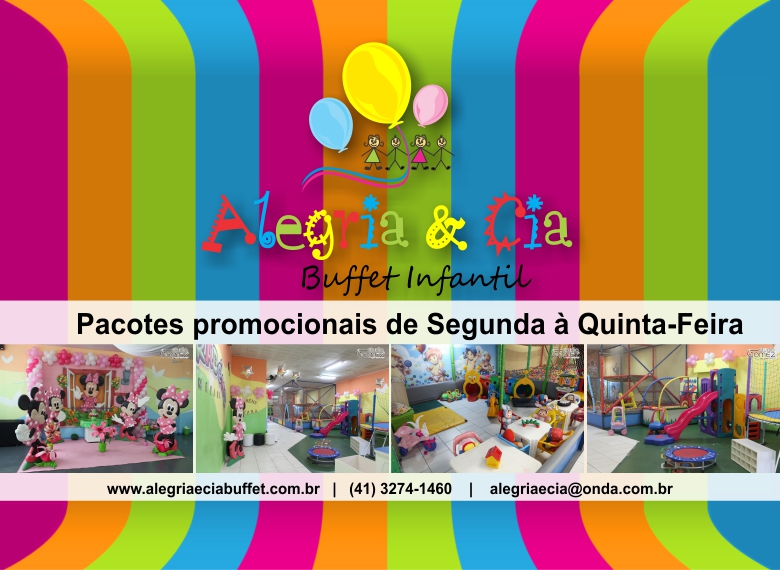 Alegria & Cia
Buffet Infantil
Pacotes promocionais de Segunda à Quinta-Feira
www.alegriaeciabuffet.com.br | (41) 3274-1460 | alegriaecia@onda.com.br